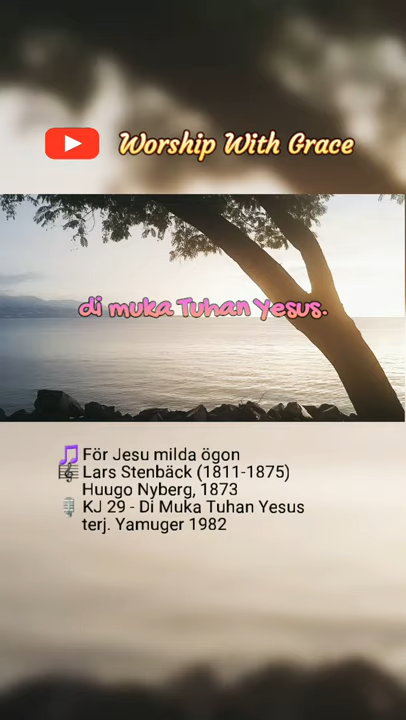 Worship With Grace
di muka Tuhan Yesus.
För Jesu milda ögon
Lars Stenbäck (1811-1875)
Huugo Nyberg, 1873
KJ 29 - Di Muka Tuhan Yesus
terj. Yamuger 1982